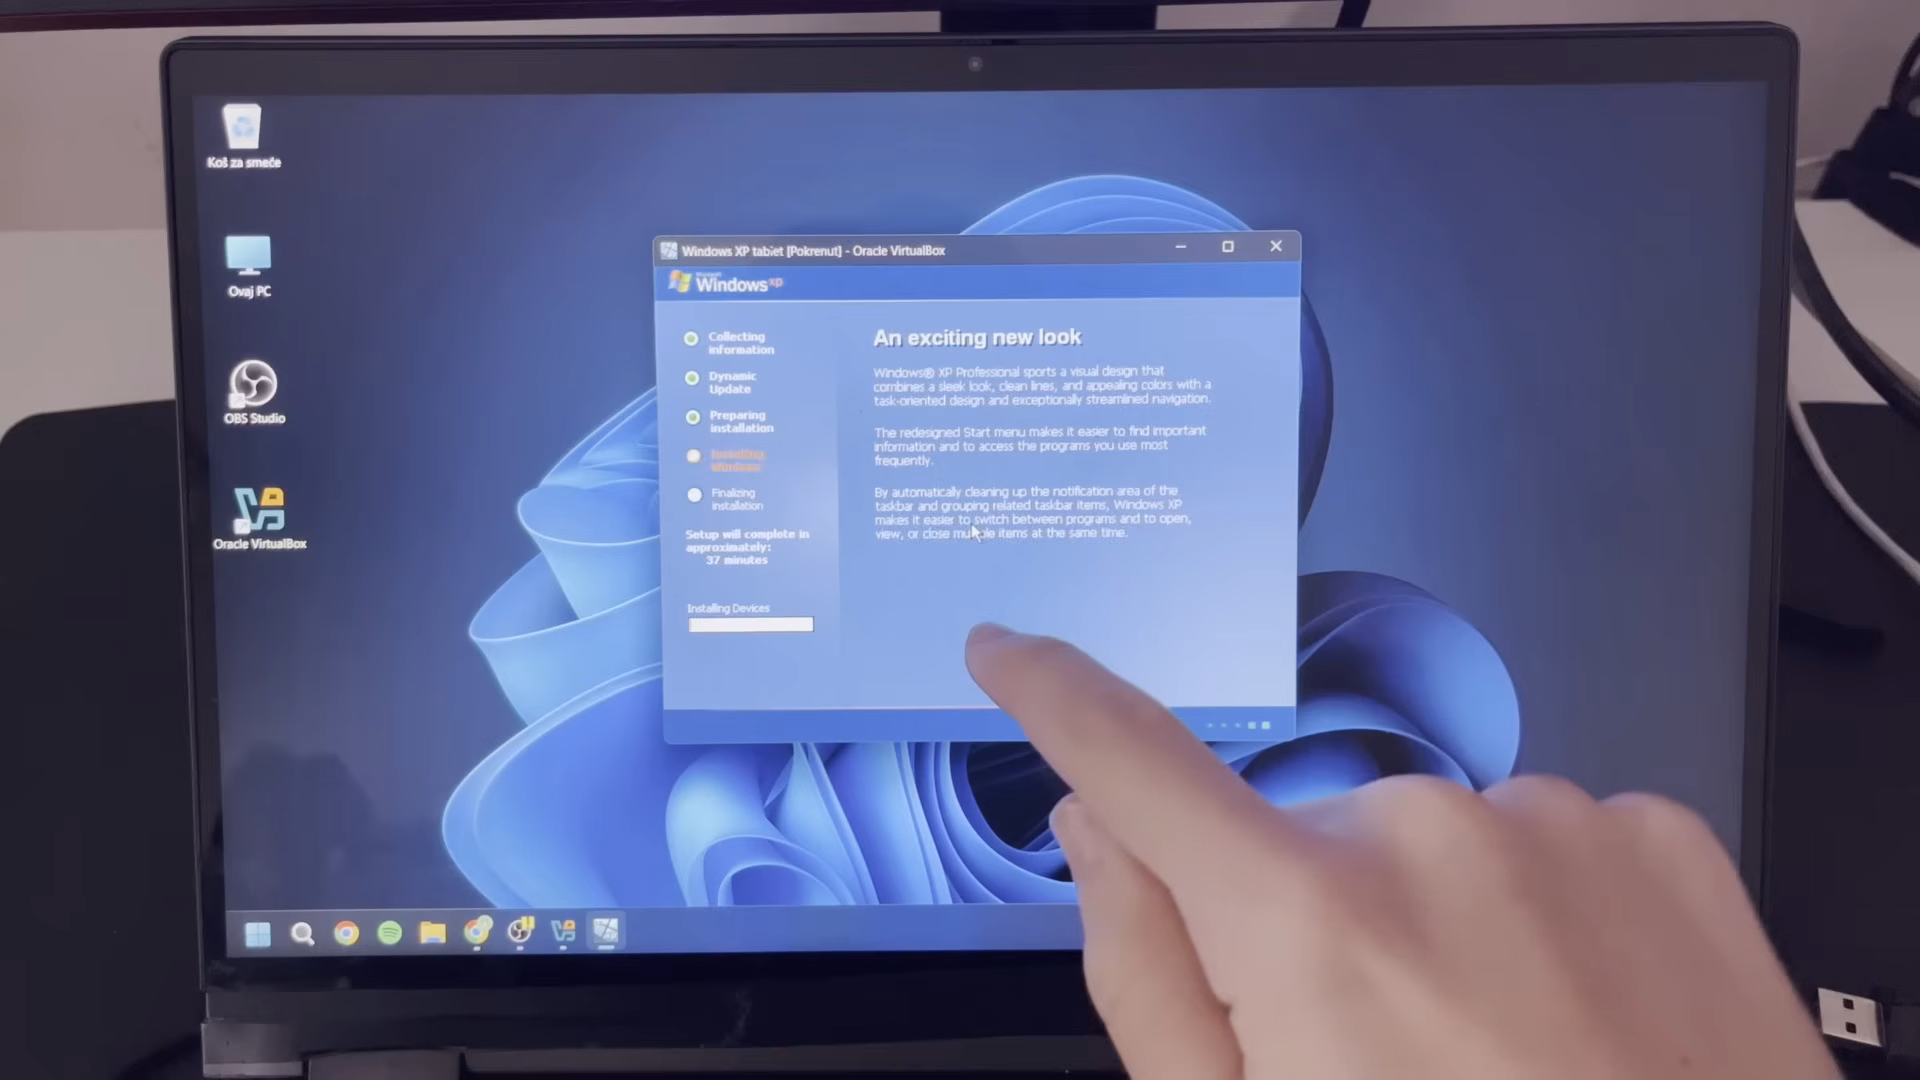 Koš za smeće
Ovaj PC
OBS Studio
Oracle VirtualBox
Windows XP tablet [Pokrenut] - Oracle VirtualBox
Microsoft
Windows xp
Collecting
information
Dynamic
Update
Preparing
installation
Installing
Windows
Finalizing
installation
Setup will complete in
approximately:
37 minutes
Installing Devices
An exciting new look
Windows® XP Professional sports a visual design that
combines a sleek look, clean lines, and appealing colors with a
task-oriented design and exceptionally streamlined navigation.
The redesigned Start menu makes it easier to find important
information and to access the programs you use most
frequently.
By automatically cleaning up the notification area of the
taskbar and grouping related taskbar items, Windows XP
makes it easier to switch between programs and to open,
view, or close multiple items at the same time.